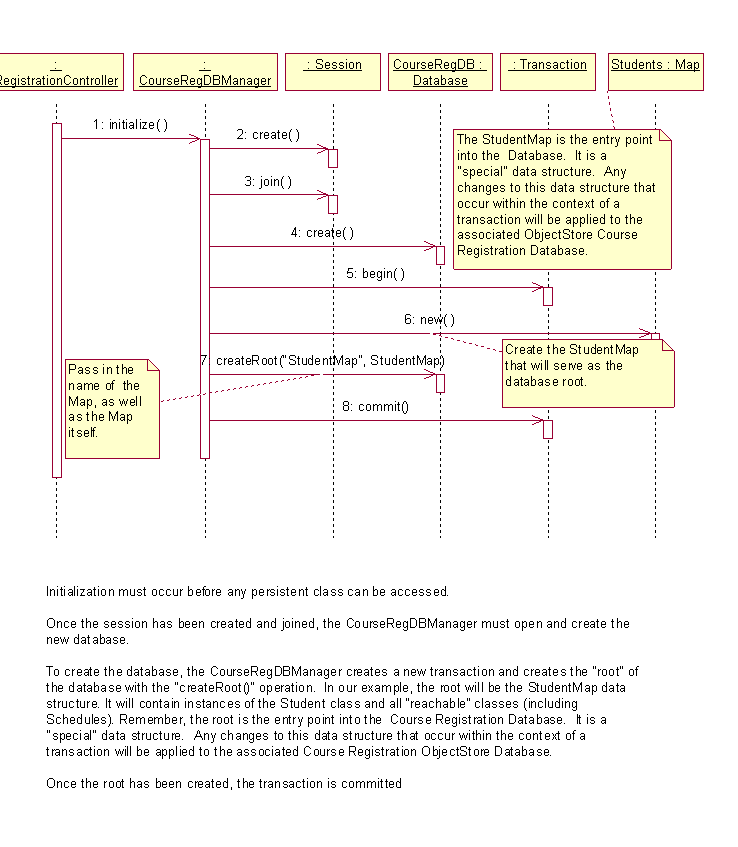 :
RegistrationController
:
CourseRegDBManager
: Session
CourseRegDB :
Database
: Transaction
Students : Map
1: initialize( )
2: create( )
3: join( )
4: create( )
5: begin( )
6: new( )
7: createRoot("StudentMap", StudentMap)
8: commit()
The StudentMap is the entry point
into the Database. It is a
"special" data structure. Any
changes to this data structure that
occur within the context of a
transaction will be applied to the
associated ObjectStore Course
Registration Database.
Create the StudentMap
that will serve as the
database root.
Pass in the
name of the
Map, as well
as the Map
itself.
Initialization must occur before any persistent class can be accessed.
Once the session has been created and joined, the CourseRegDBManager must open and create the
new database.
To create the database, the CourseRegDBManager creates a new transaction and creates the "root" of
the database with the "createRoot()" operation. In our example, the root will be the StudentMap data
structure. It will contain instances of the Student class and all "reachable" classes (including
Schedules). Remember, the root is the entry point into the Course Registration Database. It is a
"special" data structure. Any changes to this data structure that occur within the context of a
transaction will be applied to the associated Course Registration ObjectStore Database.
Once the root has been created, the transaction is committed